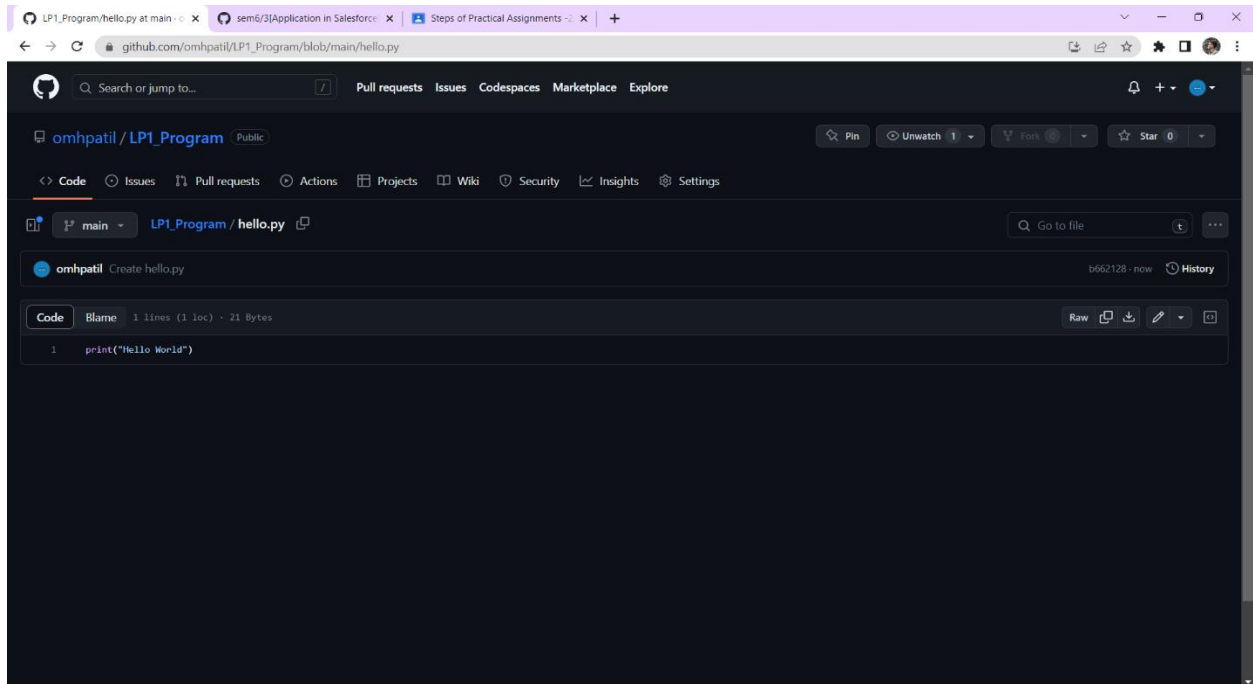 LP1_Program/hello.py at main · o
sem6/3[Application in Salesforce
Steps of Practical Assignments -2
github.com/omhpatil/LP1_Program/blob/main/hello.py
Search or jump to... / Pull requests Issues Codespaces Marketplace Explore
omhpatil / LP1_Program Public Pin Unwatch 1 Fork 0 Star 0
Code Issues Pull requests Actions Projects Wiki Security Insights Settings
main LP1_Program / hello.py Go to file t
omhpatil Create hello.py b662128 · now History
Code Blame 1 lines (1 loc) · 21 Bytes Raw
1 print("Hello World")